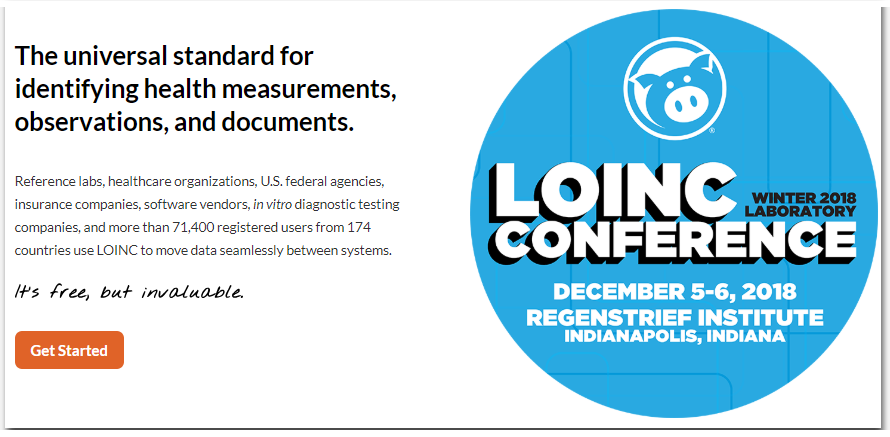 The universal standard for
identifying health measurements,
observations, and documents.
Reference labs, healthcare organizations, U.S. federal agencies,
insurance companies, software vendors, in vitro diagnostic testing
companies, and more than 71,400 registered users from 174
countries use LOINC to move data seamlessly between systems.
It's free, but invaluable.
Get Started
®
LOINC
WINTER 2018
LABORATORY
CONFERENCE
DECEMBER 5-6, 2018
REGENSTRIEF INSTITUTE
INDIANAPOLIS, INDIANA